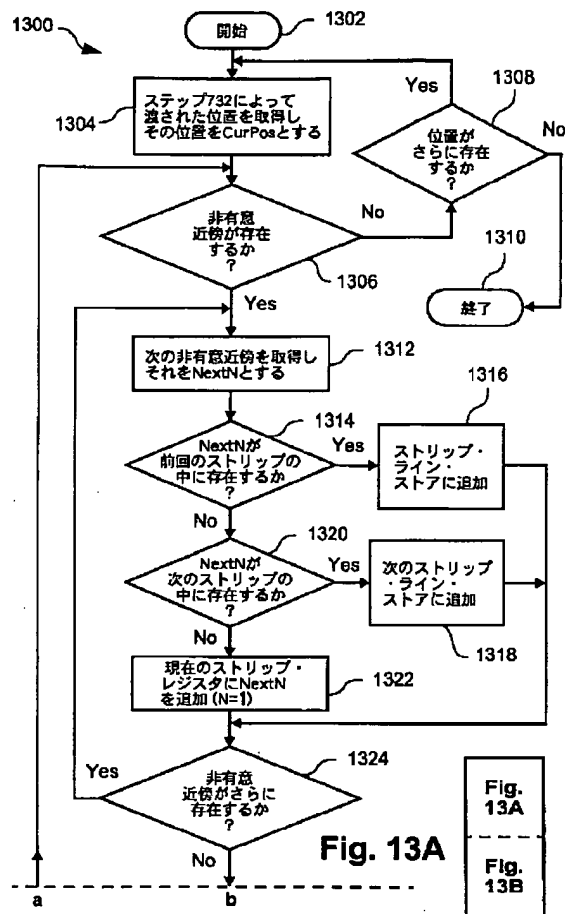 1300
開始
1302
ステップ732によって
渡された位置を取得し
その位置をCurPosとする
1304
Yes
1308
位置が
さらに存在
するか
?
No
非有意
近傍が存在
するか
?
No
1306
Yes
1310
終了
次の非有意近傍を取得し
それをNextNとする
1312
1314
NextNが
前回のストリップの
中に存在するか
?
Yes
1316
ストリップ・
ライン・
ストアに追加
No
1320
NextNが
次のストリップの
中に存在するか
?
Yes
次のストリップ
・ライン・
ストアに追加
1318
No
現在のストリップ・
レジスタにNextN
を追加(N=1)
1322
1324
Yes
非有意
近傍がさらに
存在するか
?
No
Fig. 13A
Fig.
13A
Fig.
13B
a
b